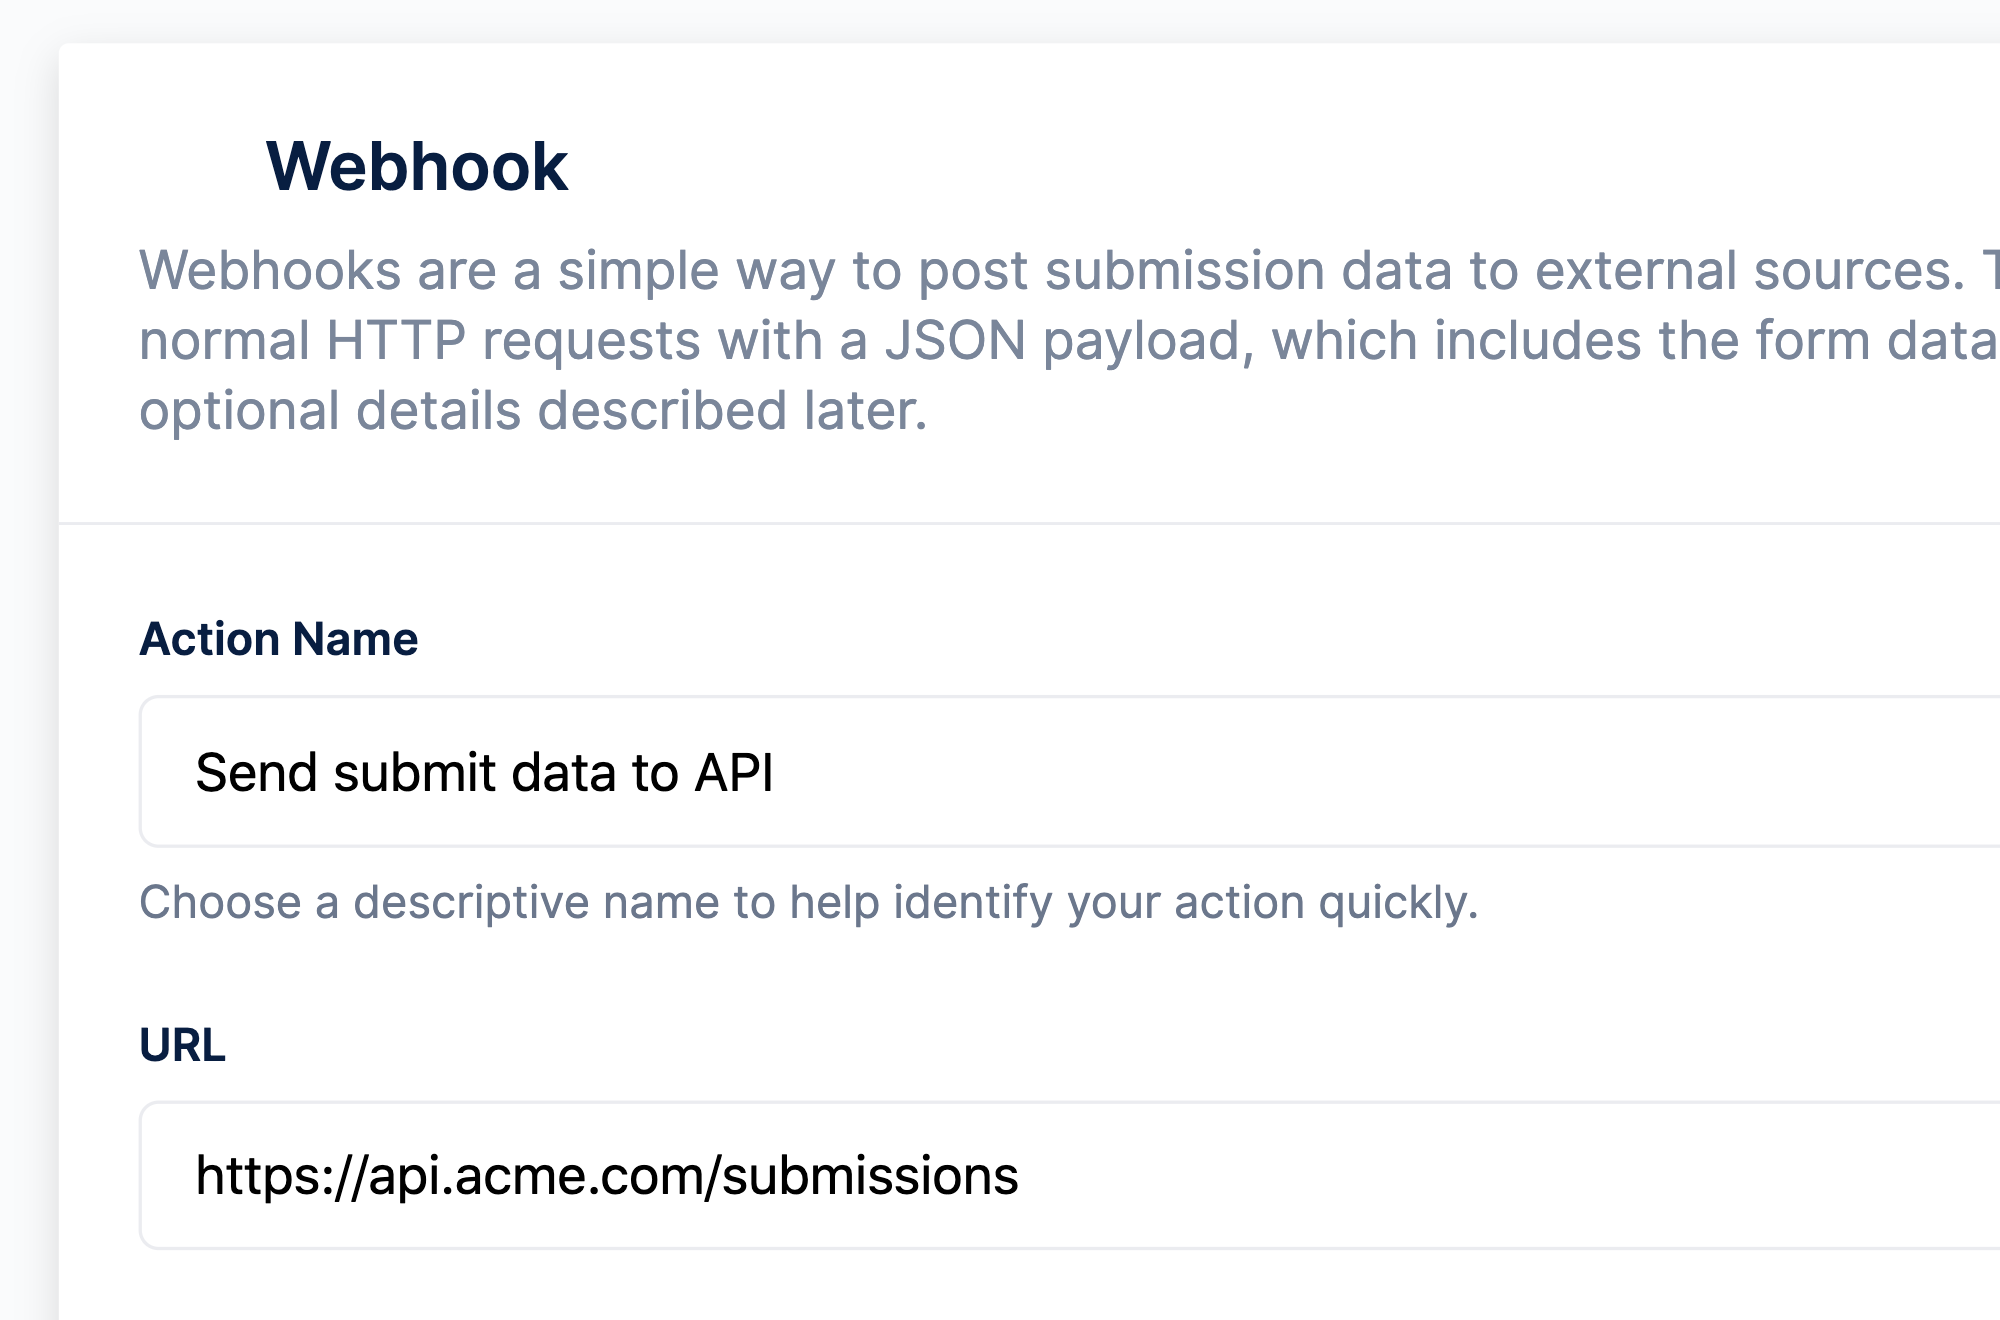 Webhook
Webhooks are a simple way to post submission data to external sources.
normal HTTP requests with a JSON payload, which includes the form data
optional details described later.
Action Name
Send submit data to API
Choose a descriptive name to help identify your action quickly.
URL
https://api.acme.com/submissions